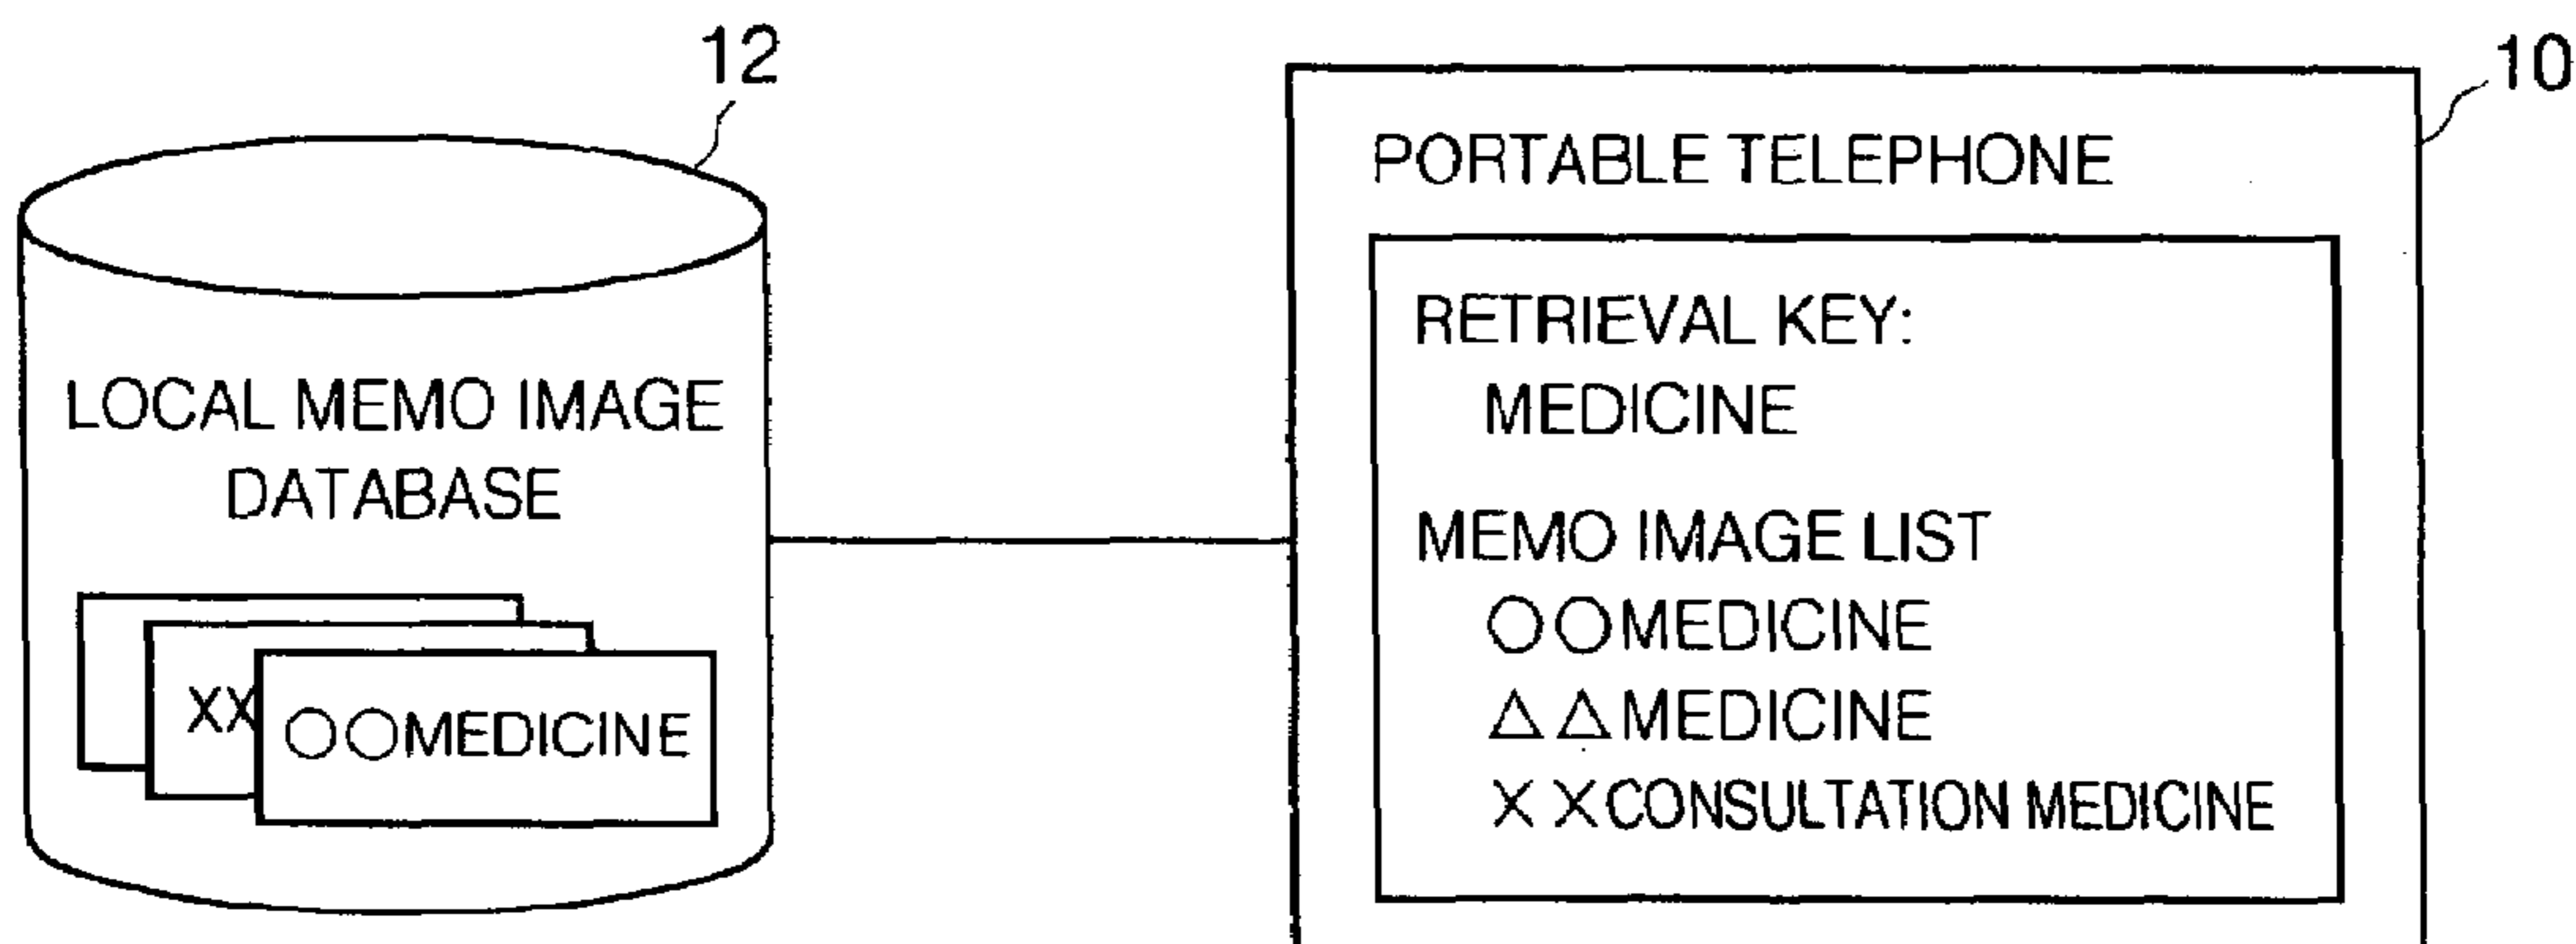 12
LOCAL MEMO IMAGE
DATABASE
XX
○○MEDICINE
10
PORTABLE TELEPHONE
RETRIEVAL KEY:
MEDICINE
MEMO IMAGE LIST
○○MEDICINE
△△MEDICINE
××CONSULTATION MEDICINE